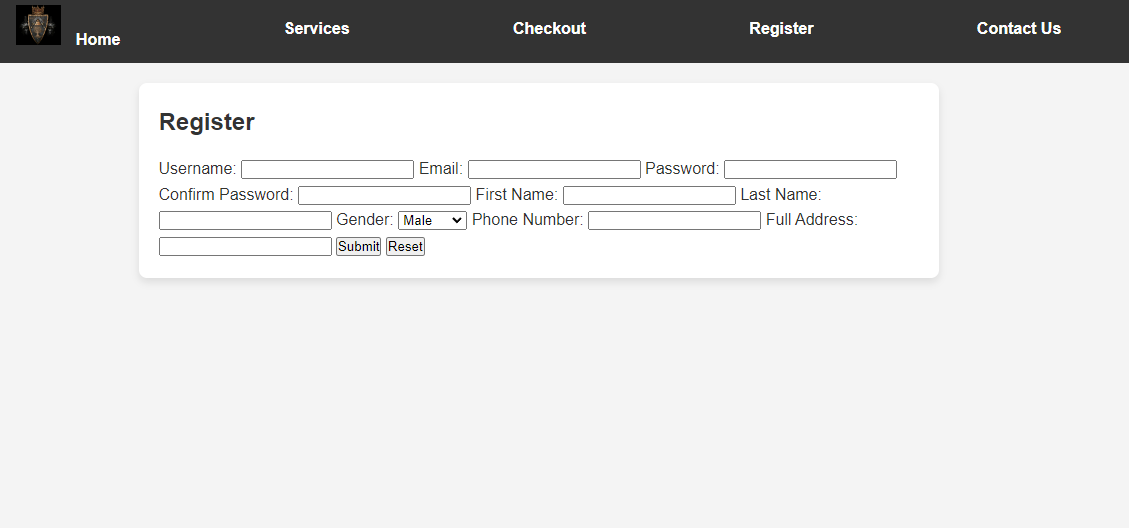 Home Services Checkout Register Contact Us
Register
Username: Email: Password:
Confirm Password: First Name: Last Name:
Gender: Male Phone Number: Full Address:
Submit Reset